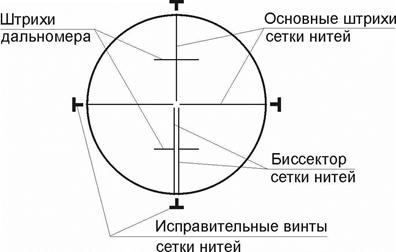 Штрихи
дальномера
Основные штрихи
сетки нитей
Биссектор
сетки нитей
Исправительные винты
сетки нитей